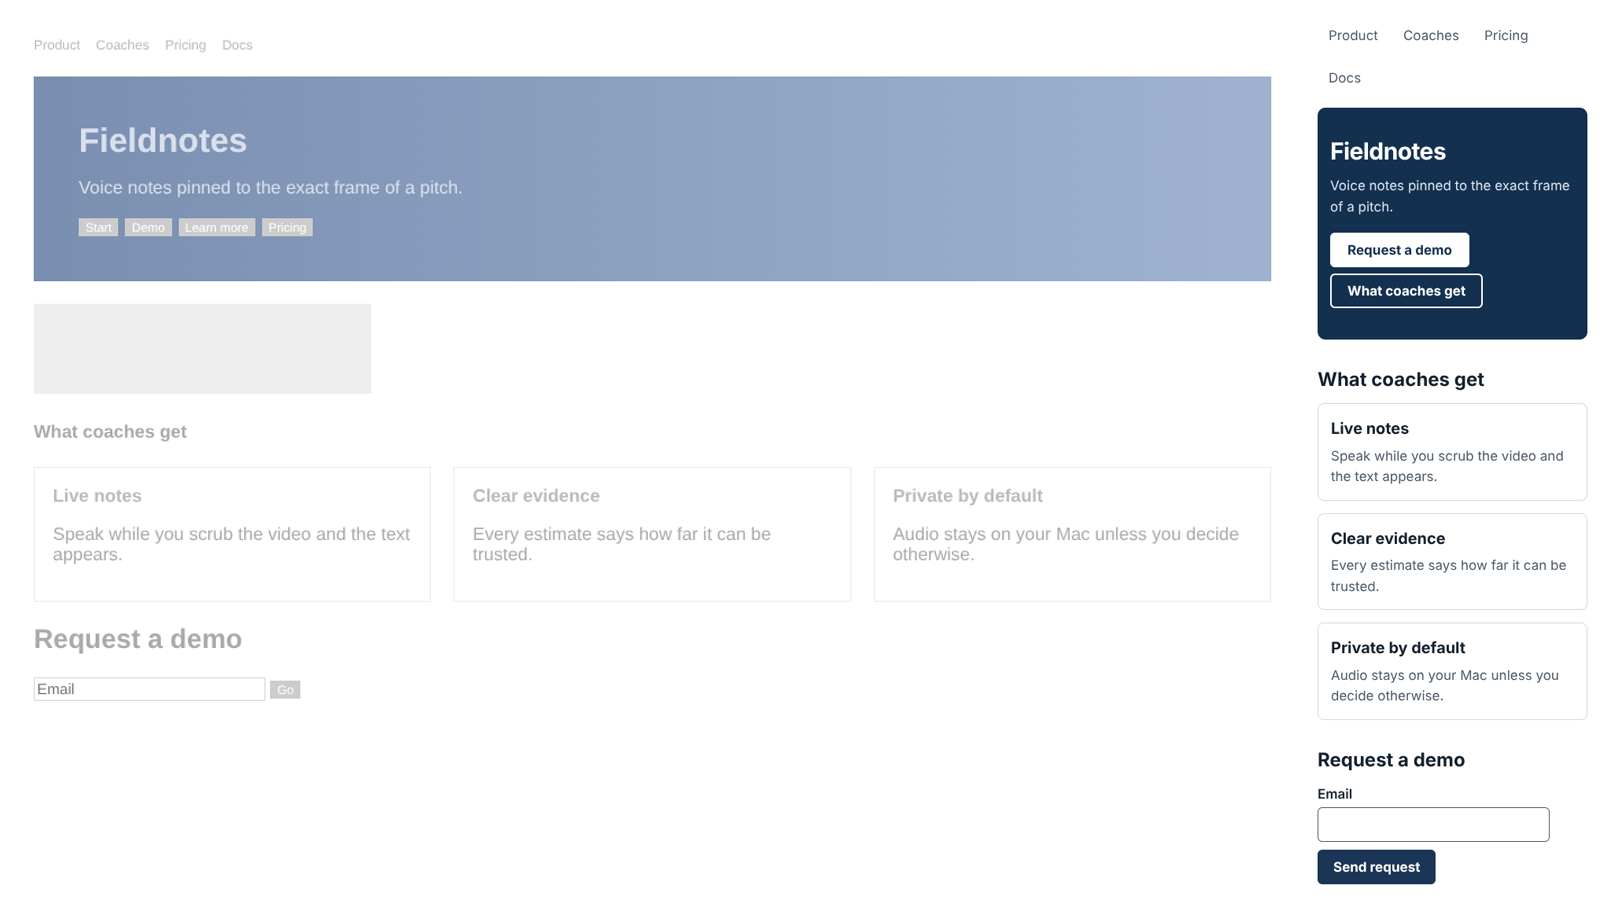 Product Coaches Pricing Docs
Fieldnotes
Voice notes pinned to the exact frame of a pitch.
Start Demo Learn more Pricing
What coaches get
Live notes
Speak while you scrub the video and the text
appears.
Clear evidence
Every estimate says how far it can be
trusted.
Private by default
Audio stays on your Mac unless you decide
otherwise.
Request a demo
Email Go
Product Coaches Pricing
Docs
Fieldnotes
Voice notes pinned to the exact frame
of a pitch.
Request a demo
What coaches get
What coaches get
Live notes
Speak while you scrub the video and
the text appears.
Clear evidence
Every estimate says how far it can be
trusted.
Private by default
Audio stays on your Mac unless you
decide otherwise.
Request a demo
Email
Send request